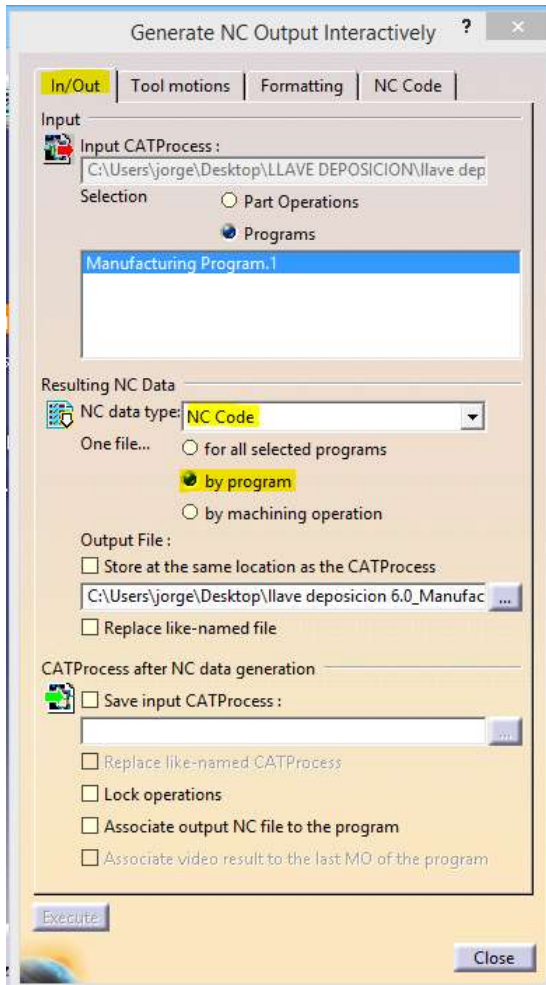 Generate NC Output Interactively ?
In/Out Tool motions Formatting NC Code
Input
Input CATProcess :
C:\Users\jorge\Desktop\LLAVE DEPOSICION\llave dep
Selection Part Operations
Programs
Manufacturing Program.1
Resulting NC Data
NC data type: NC Code
One file... for all selected programs
by program
by machining operation
Output File :
Store at the same location as the CATProcess
C:\Users\jorge\Desktop\llave deposicion 6.0_Manufac ...
Replace like-named file
CATProcess after NC data generation
Save input CATProcess :
...
Replace like-named CATProcess
Lock operations
Associate output NC file to the program
Associate video result to the last MO of the program
Execute
Close